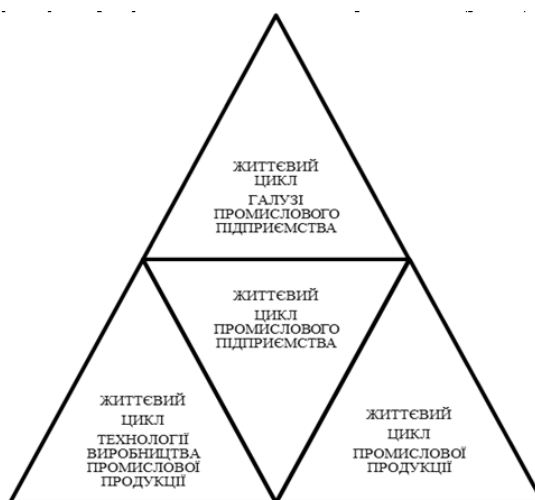 ЖИТТЄВИЙ
ЦИКЛ
ГАЛУЗІ
ПРОМИСЛОВОГО
ПІДПРИЄМСТВА
ЖИТТЄВИЙ
ЦИКЛ
ПРОМИСЛОВОГО
ПІДПРИЄМСТВА
ЖИТТЄВИЙ
ЦИКЛ
ТЕХНОЛОГІЇ
ВИРОБНИЦТВА
ПРОМИСЛОВОЇ
ПРОДУКЦІЇ
ЖИТТЄВИЙ
ЦИКЛ
ПРОМИСЛОВОЇ
ПРОДУКЦІЇ